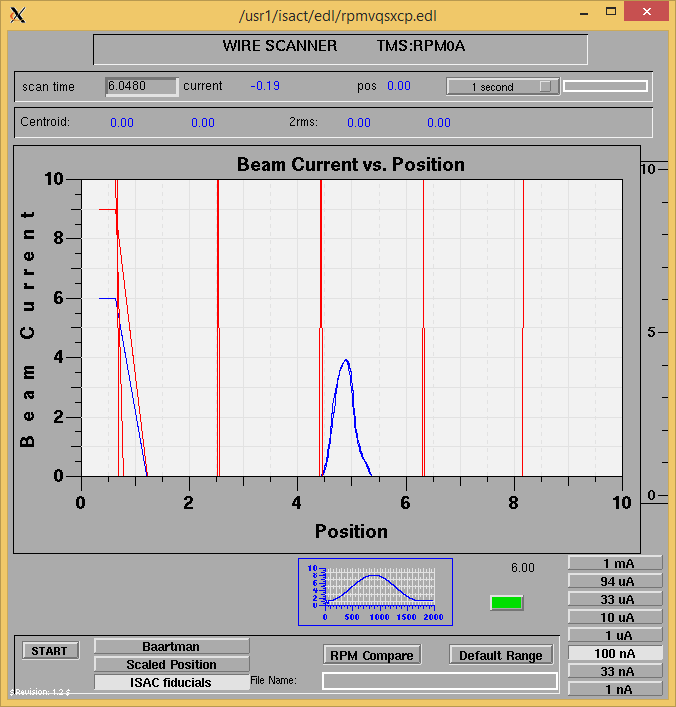 /usr1/isact/edl/rpmvqsxcp.edl
WIRE SCANNER TMS:RPM0A
scan time 6.0480 current -0.19 pos 0.00 1 second
Centroid: 0.00 0.00 2rms: 0.00 0.00
Beam Current vs. Position
Beam Current
10
8
6
4
2
0
0 2 4 6 8 10
Position
10
5
0
10
8
6
4
2
0
0 500 1000 1500 2000
6.00
1 mA
94 uA
33 uA
10 uA
1 uA
100 nA
33 nA
1 nA
START
Baartman
Scaled Position
ISAC fiducials
RPM Compare
Default Range
File Name:
$Revision: 1.2 $